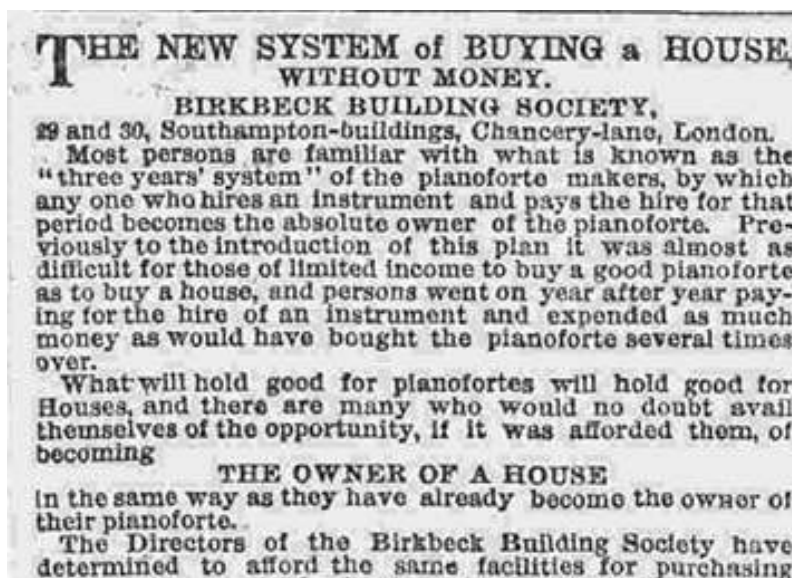 THE NEW SYSTEM of BUYING a HOUSE,
WITHOUT MONEY.
BIRKBECK BUILDING SOCIETY,
29 and 30, Southampton-buildings, Chancery-lane, London.
Most persons are familiar with what is known as the
"three years' system" of the pianoforte makers, by which
any one who hires an instrument and pays the hire for that
period becomes the absolute owner of the pianoforte. Pre-
viously to the introduction of this plan it was almost as
difficult for those of limited income to buy a good pianoforte
as to buy a house, and persons went on year after year pay-
ing for the hire of an instrument and expended as much
money as would have bought the pianoforte several times
over.
What will hold good for pianofortes will hold good for
Houses, and there are many who would no doubt avail
themselves of the opportunity, if it was afforded them, of
becoming
THE OWNER OF A HOUSE
in the same way as they have already become the owner of
their pianoforte.
The Directors of the Birkbeck Building Society have
determined to afford the same facilities for purchasing